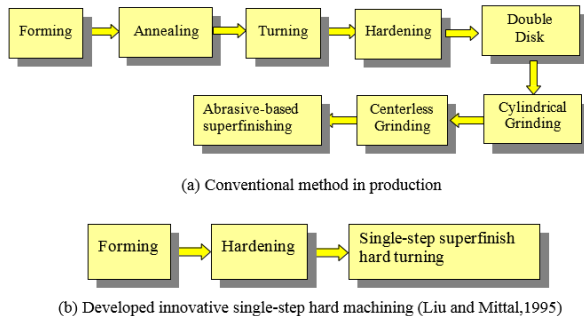 Forming
Annealing
Turning
Hardening
Double
Disk
Cylindrical
Grinding
Centerless
Grinding
Abrasive-based
superfinishing
(a) Conventional method in production
Forming
Hardening
Single-step superfinish
hard turning
(b) Developed innovative single-step hard machining (Liu and Mittal,1995)